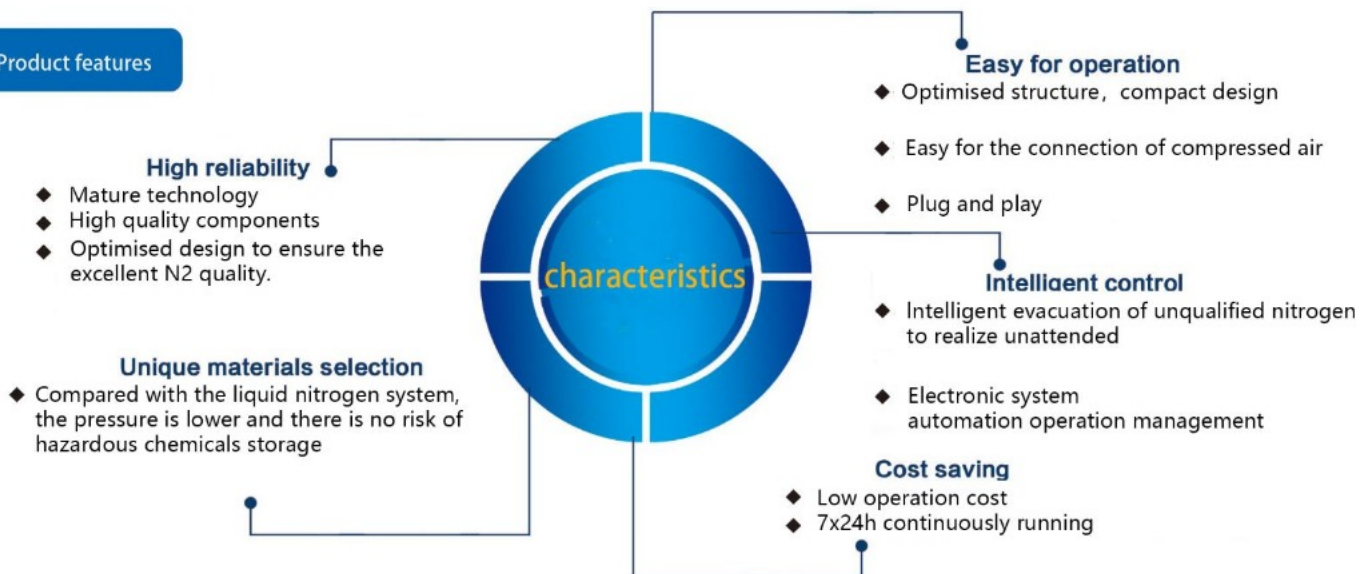 Product features
High reliability
◆ Mature technology
◆ High quality components
◆ Optimised design to ensure the
excellent N2 quality.
Unique materials selection
◆ Compared with the liquid nitrogen system,
the pressure is lower and there is no risk of
hazardous chemicals storage
characteristics
Easy for operation
◆ Optimised structure, compact design
◆ Easy for the connection of compressed air
◆ Plug and play
Intelligent control
◆ Intelligent evacuation of unqualified nitrogen
to realize unattended
◆ Electronic system
automation operation management
Cost saving
◆ Low operation cost
◆ 7x24h continuously running